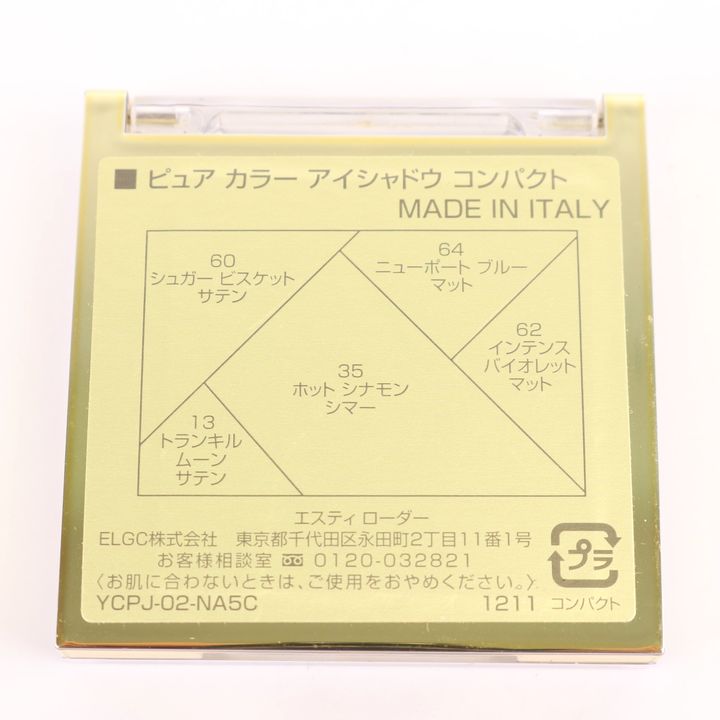 ■ ピュア カラー アイシャドウ コンパクト
MADE IN ITALY
60
シュガー ビスケット
サテン
64
ニューポート ブルー
マット
62
インテンス
バイオレット
マット
35
ホット シナモン
シマー
13
トランキル
ムーン
サテン
エスティ ローダー
ELGC株式会社 東京都千代田区永田町2丁目11番1号
お客様相談室 0120-032821
〈お肌に合わないときは、ご使用をおやめください。〉
プラ
YCPJ-02-NA5C 1211 コンパクト